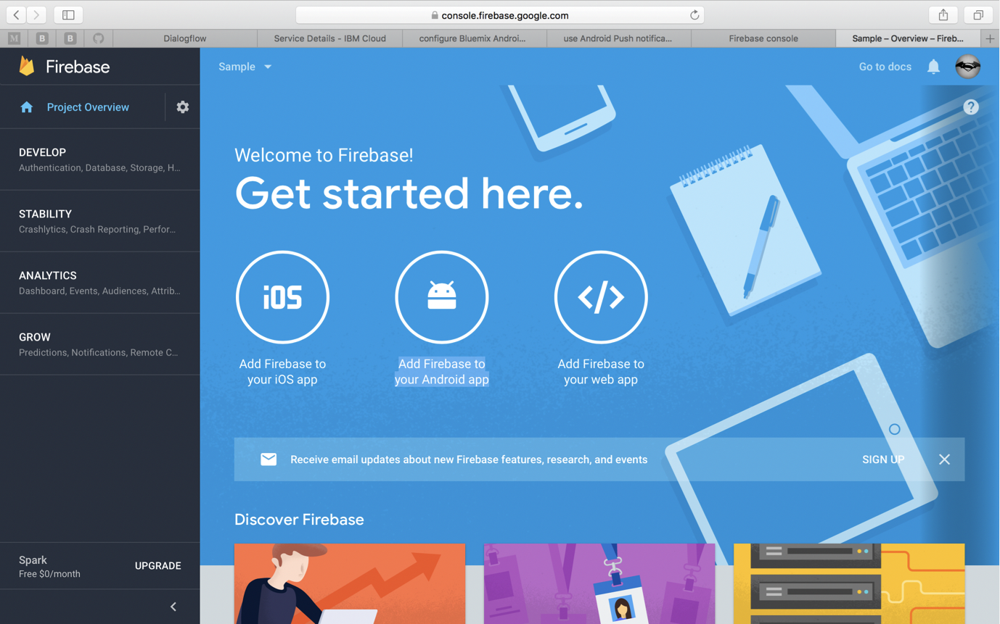 console.firebase.google.com
M
B
B
Dialogflow
Service Details - IBM Cloud
configure Bluemix Androi...
use Android Push notifica...
Firebase console
Sample – Overview – Fireb...
Firebase
Sample
Go to docs
Project Overview
?
DEVELOP
Authentication, Database, Storage, H...
STABILITY
Crashlytics, Crash Reporting, Perfor...
ANALYTICS
Dashboard, Events, Audiences, Attrib...
GROW
Predictions, Notifications, Remote C...
Welcome to Firebase!
Get started here.
iOS
</>
Add Firebase to
your iOS app
Add Firebase to
your Android app
Add Firebase to
your web app
Receive email updates about new Firebase features, research, and events
SIGN UP
Discover Firebase
Spark
Free $0/month
UPGRADE